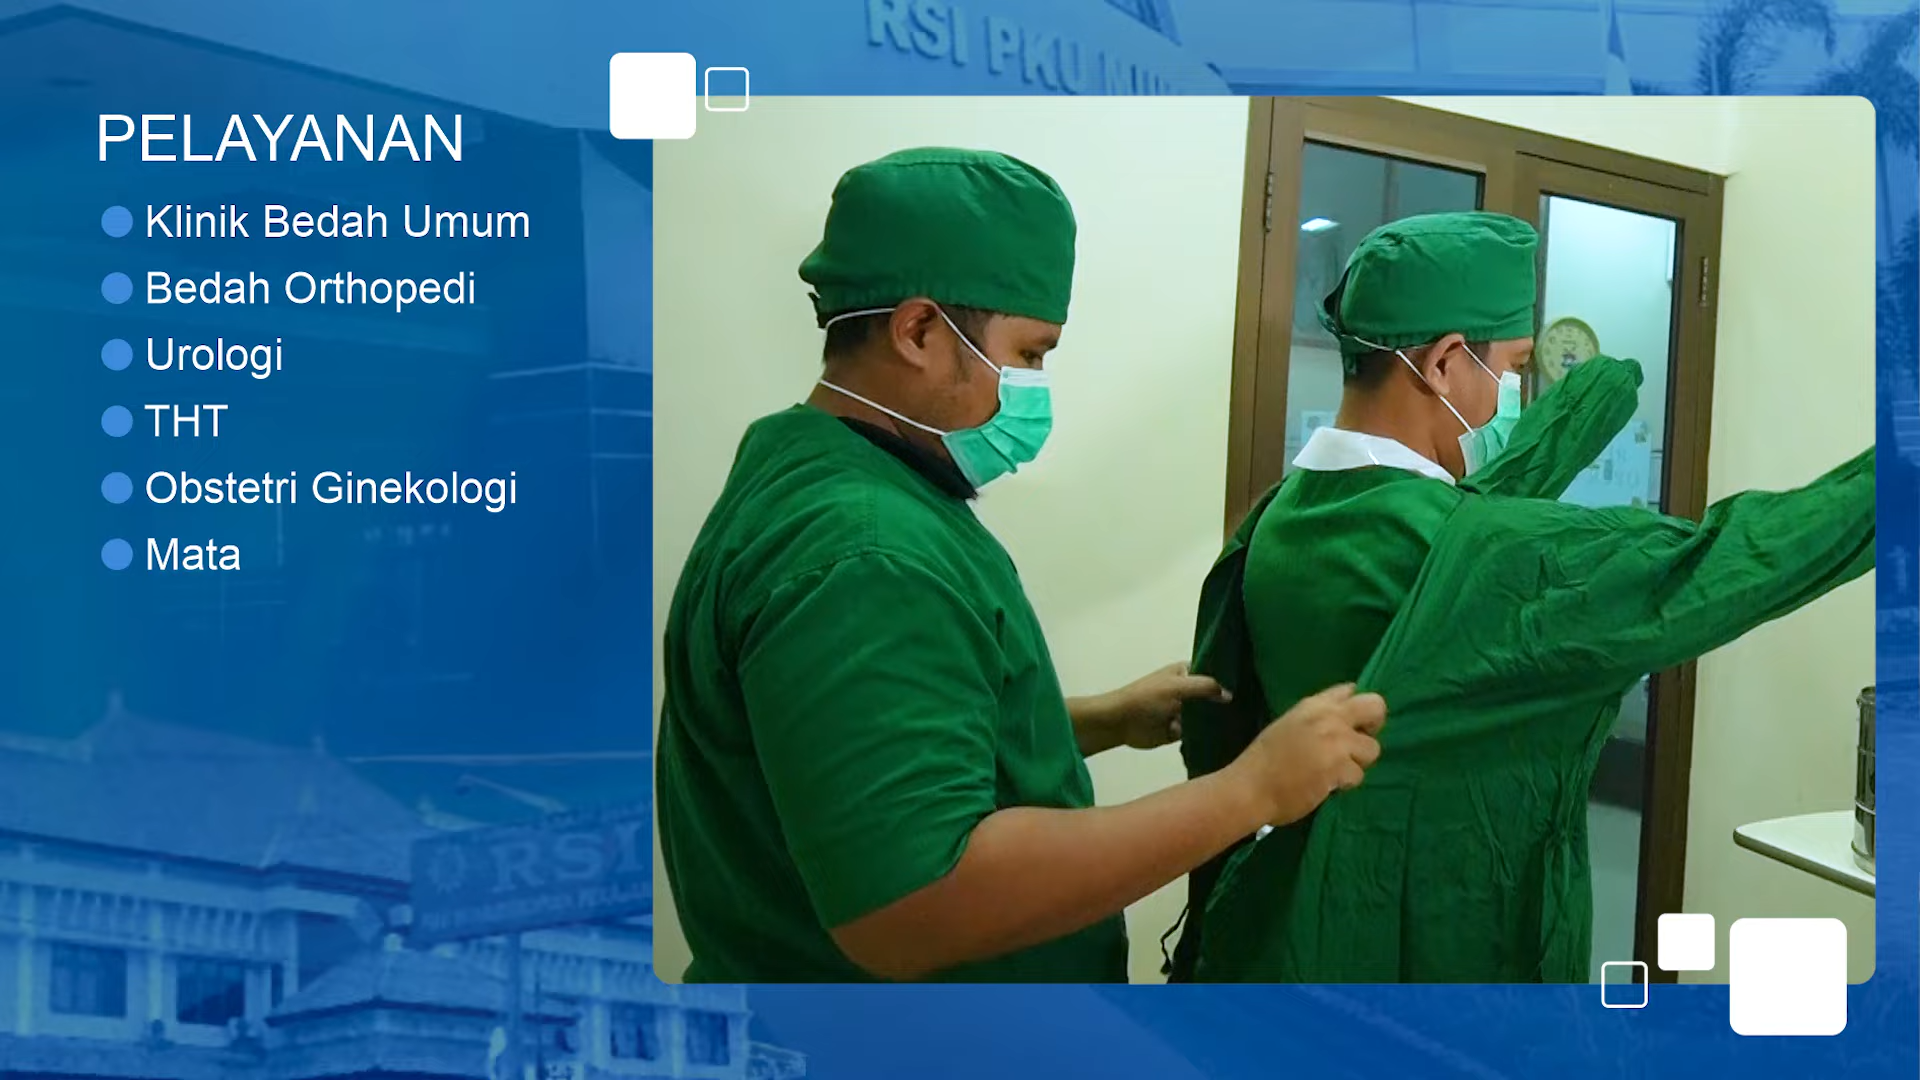 RSI PKU
PELAYANAN
Klinik Bedah Umum
Bedah Orthopedi
Urologi
THT
Obstetri Ginekologi
Mata
RSI